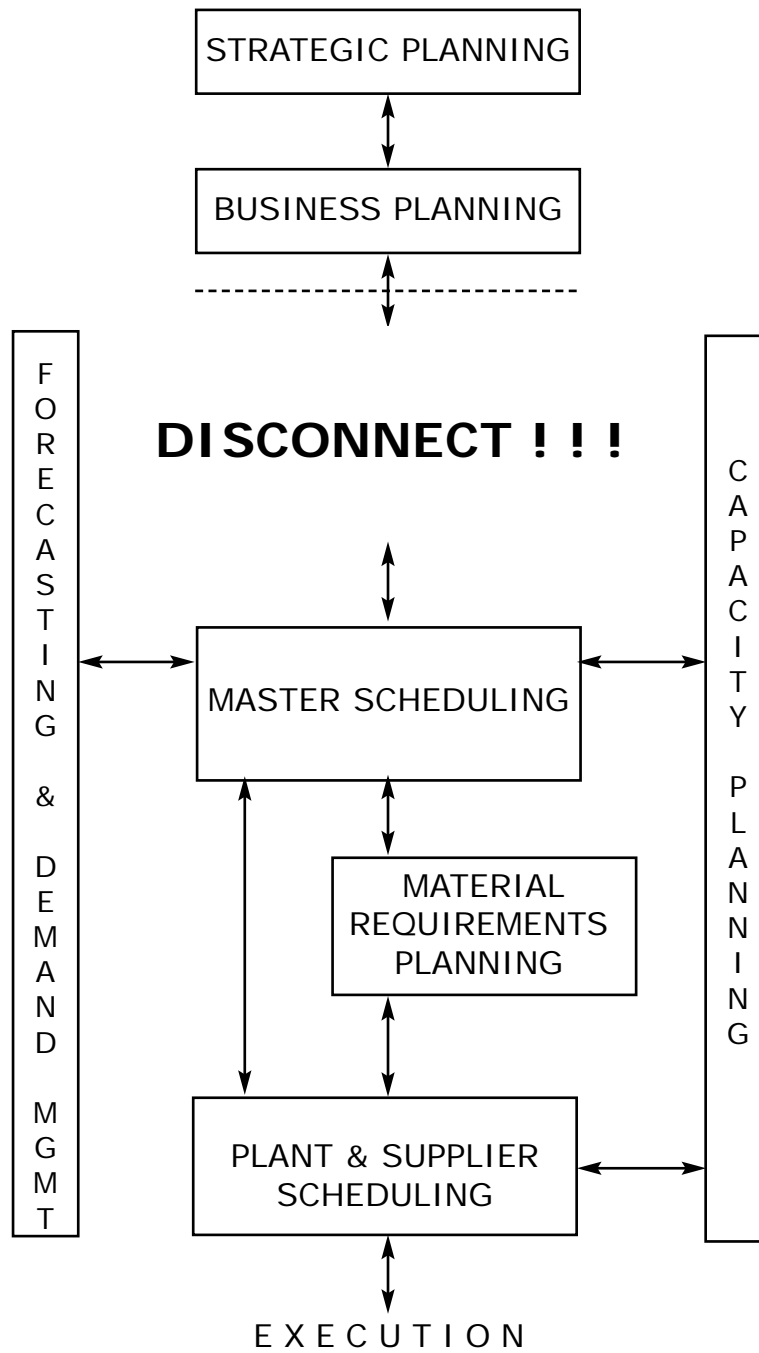 STRATEGIC PLANNING
BUSINESS PLANNING
DISCONNECT ! ! !
FORECASTING & DEMAND MGMT
CAPACITY PLANNING
MASTER SCHEDULING
MATERIAL
REQUIREMENTS
PLANNING
PLANT & SUPPLIER
SCHEDULING
EXECUTION